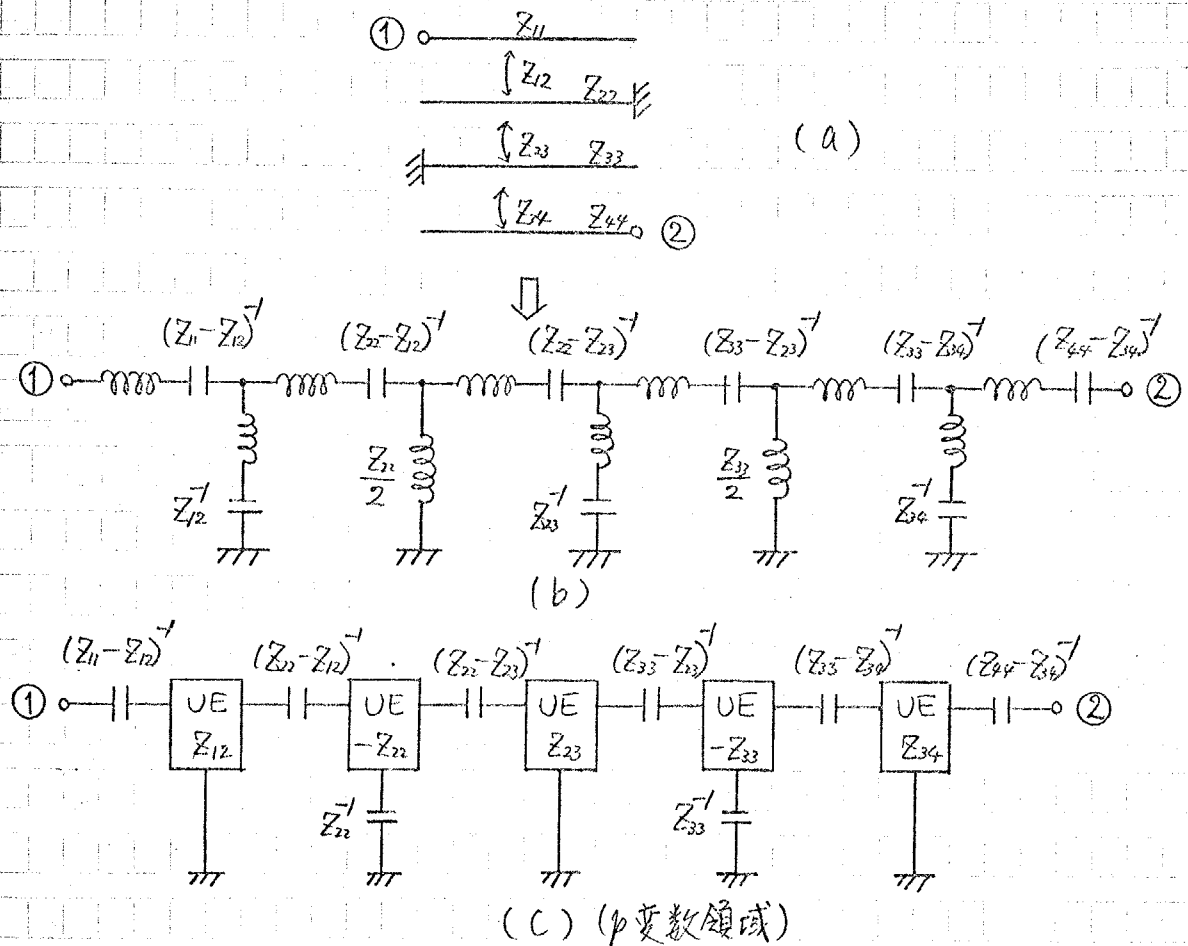 ① Z₁₁
Z₁₂ Z₂₂
(a)
Z₂₃ Z₃₃
Z₃₄ Z₄₄ ②
(Z₁₁-Z₁₂)⁻¹ (Z₂₂-Z₁₂)⁻¹ (Z₂₂-Z₂₃)⁻¹ (Z₃₃-Z₂₃)⁻¹ (Z₃₃-Z₃₄)⁻¹ (Z₄₄-Z₃₄)⁻¹
① ②
Z₁₂⁻¹ Z₂₂/2 Z₂₃⁻¹ Z₃₃/2 Z₃₄⁻¹
(b)
(Z₁₁-Z₁₂)⁻¹ (Z₂₂-Z₁₂)⁻¹ (Z₂₂-Z₂₃)⁻¹ (Z₃₃-Z₂₃)⁻¹ (Z₃₃-Z₃₄)⁻¹ (Z₄₄-Z₃₄)⁻¹
① UE UE UE UE UE ②
Z₁₂ -Z₂₂ Z₂₃ -Z₃₃ Z₃₄
Z₂₂⁻¹ Z₃₃⁻¹
(C) (p変数領域)